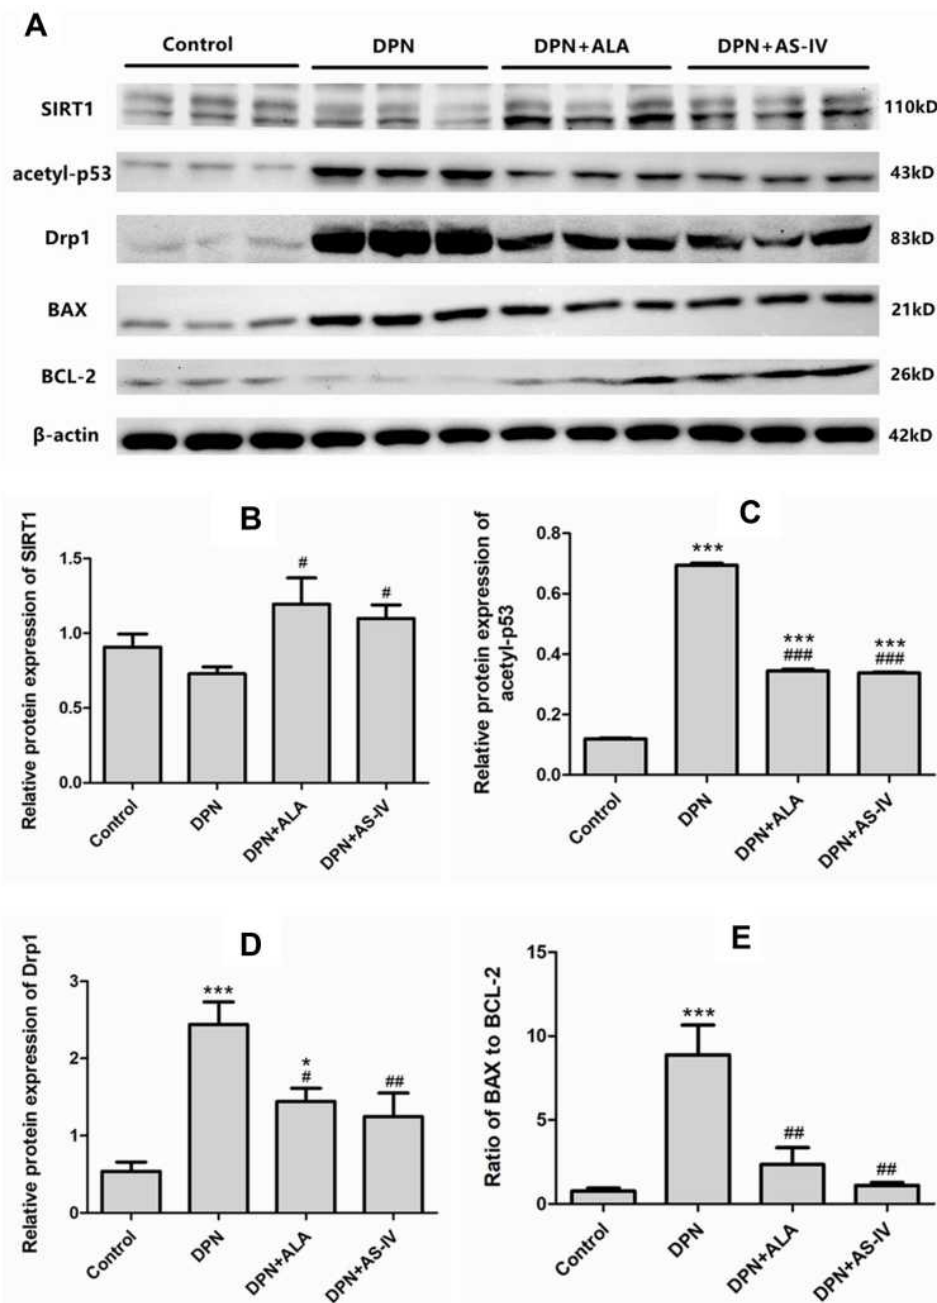 A
Control DPN DPN+ALA DPN+AS-IV
SIRT1 110kD
acetyl-p53 43kD
Drp1 83kD
BAX 21kD
BCL-2 26kD
β-actin 42kD
B
Relative protein expression of SIRT1
1.5
1.0
0.5
0.0
# #
Control DPN DPN+ALA DPN+AS-IV
C
Relative protein expression of
acetyl-p53
0.8
0.6
0.4
0.2
0.0
***
*** ***
### ###
Control DPN DPN+ALA DPN+AS-IV
D
Relative protein expression of Drp1
3
2
1
0
***
*
# ##
Control DPN DPN+ALA DPN+AS-IV
E
Ratio of BAX to BCL-2
15
10
5
0
***
##
##
Control DPN DPN+ALA DPN+AS-IV